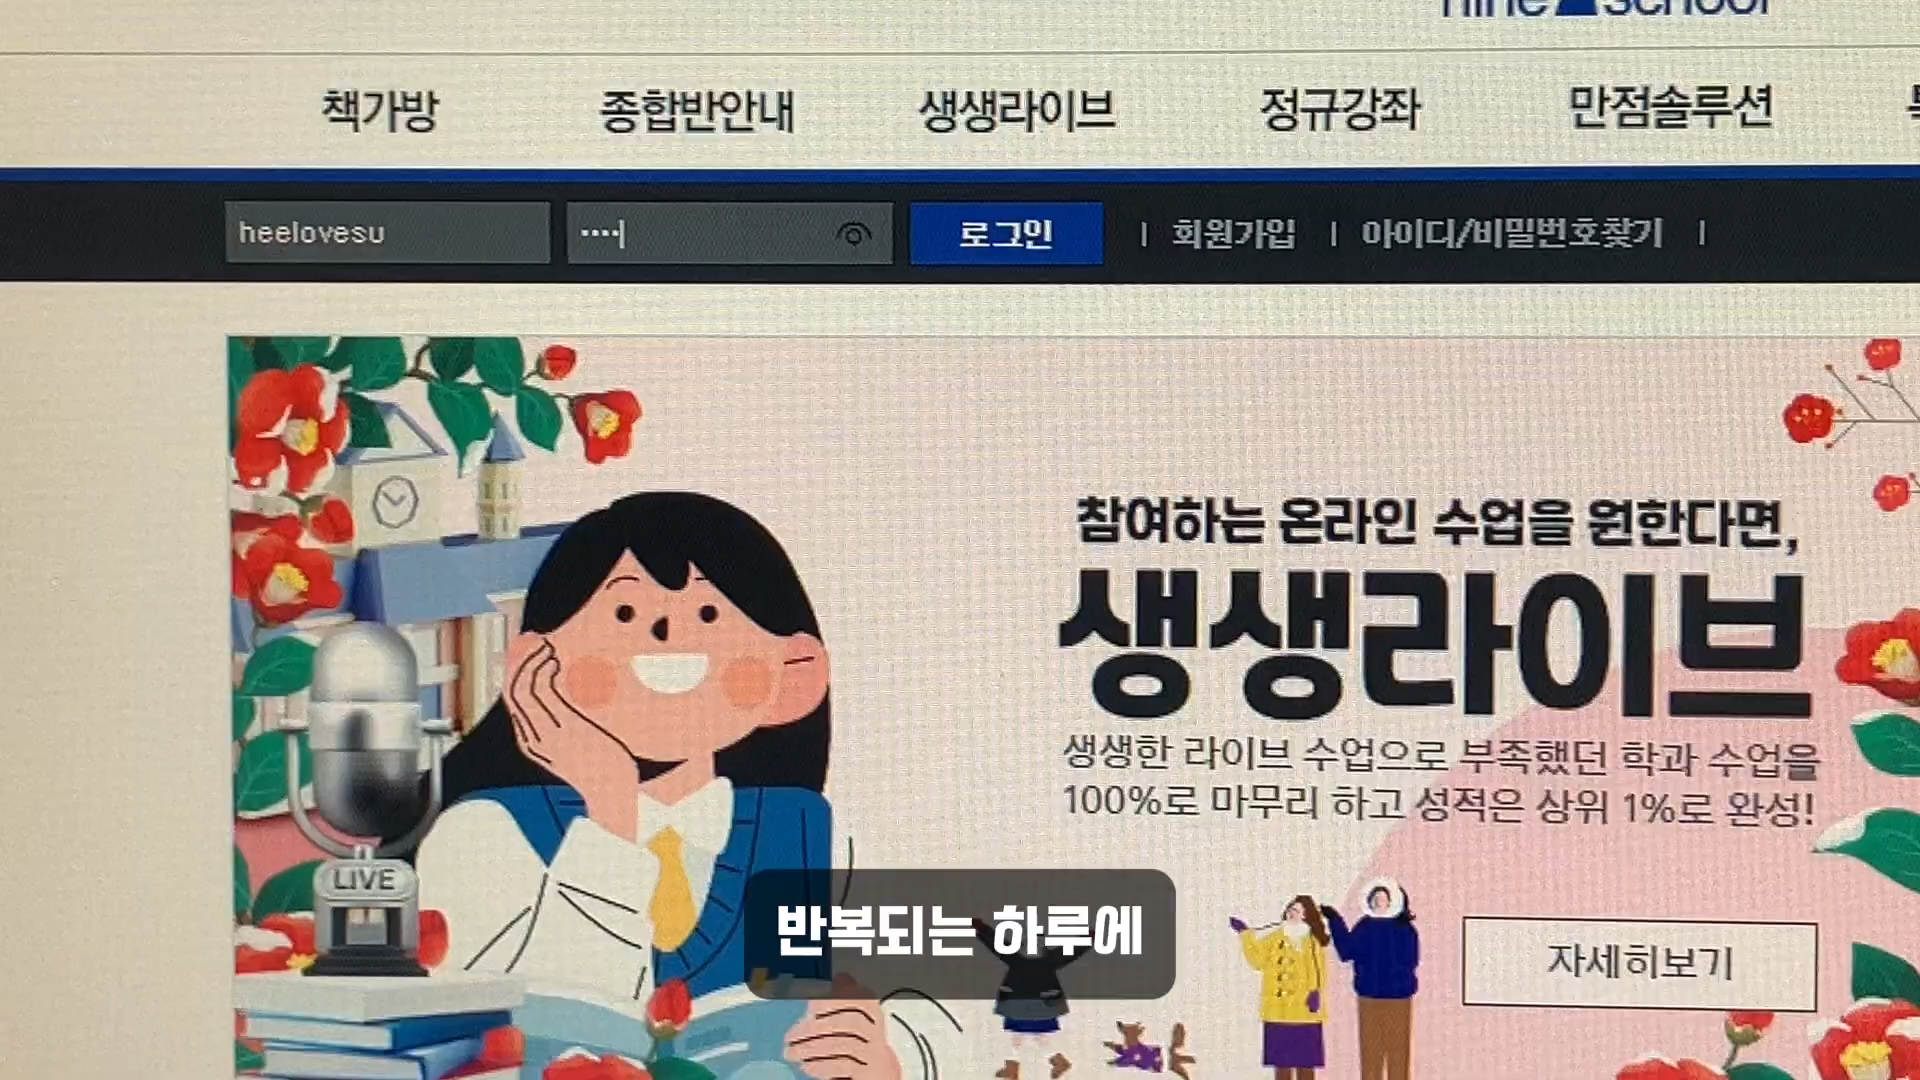 school
책가방 종합반안내 생생라이브 정규강좌 만점솔루션
heelovesu ···· 로그인 | 회원가입 | 아이디/비밀번호찾기 |
참여하는 온라인 수업을 원한다면,
생생라이브
생생한 라이브 수업으로 부족했던 학과 수업을
100%로 마무리 하고 성적은 상위 1%로 완성!
LIVE
반복되는 하루에
자세히보기